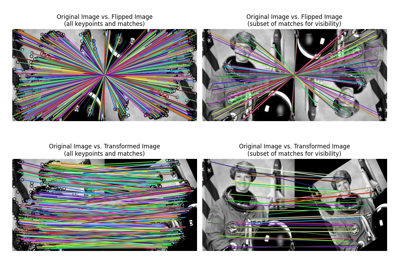 Original Image vs. Flipped Image
(all keypoints and matches)
Original Image vs. Flipped Image
(subset of matches for visibility)
Original Image vs. Transformed Image
(all keypoints and matches)
Original Image vs. Transformed Image
(subset of matches for visibility)